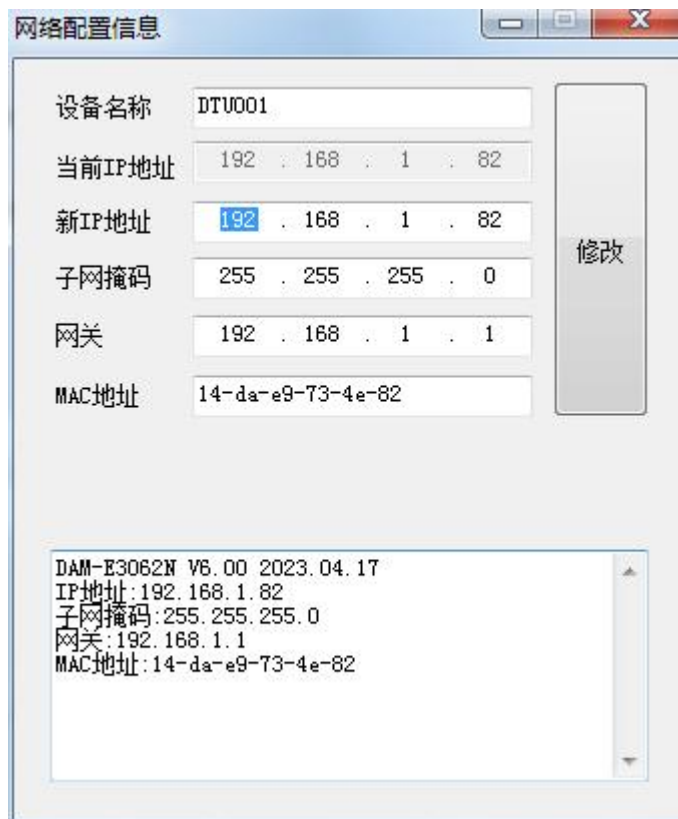 网络配置信息
设备名称 DTU001
当前IP地址 192 . 168 . 1 . 82
新IP地址 192 . 168 . 1 . 82
修改
子网掩码 255 . 255 . 255 . 0
网关 192 . 168 . 1 . 1
MAC地址 14-da-e9-73-4e-82
DAM-E3062N V6.00 2023.04.17
IP地址:192.168.1.82
子网掩码:255.255.255.0
网关:192.168.1.1
MAC地址:14-da-e9-73-4e-82